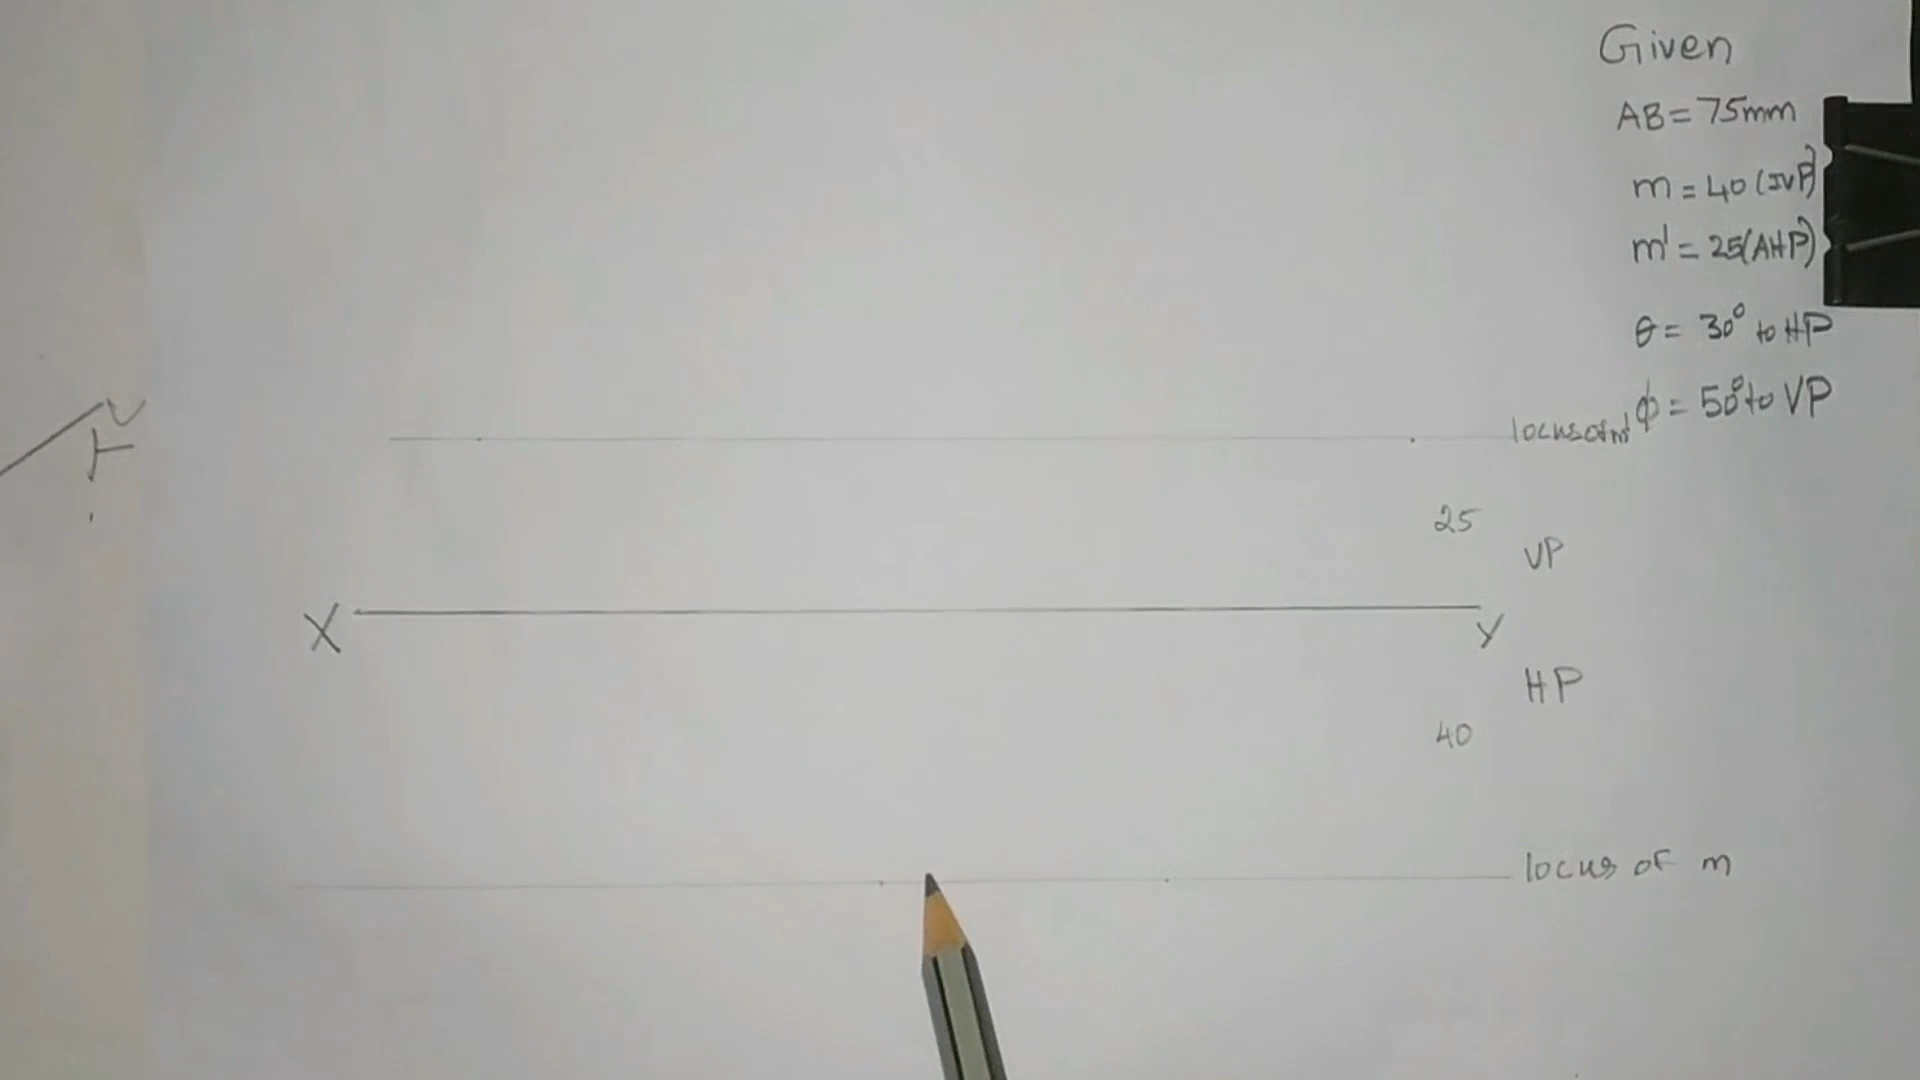 Given
AB = 75mm
m = 40 (IVP)
m' = 25(AHP)
θ = 30° to HP
ϕ = 50° to VP
locus of m'
25
VP
X
Y
HP
40
locus of m